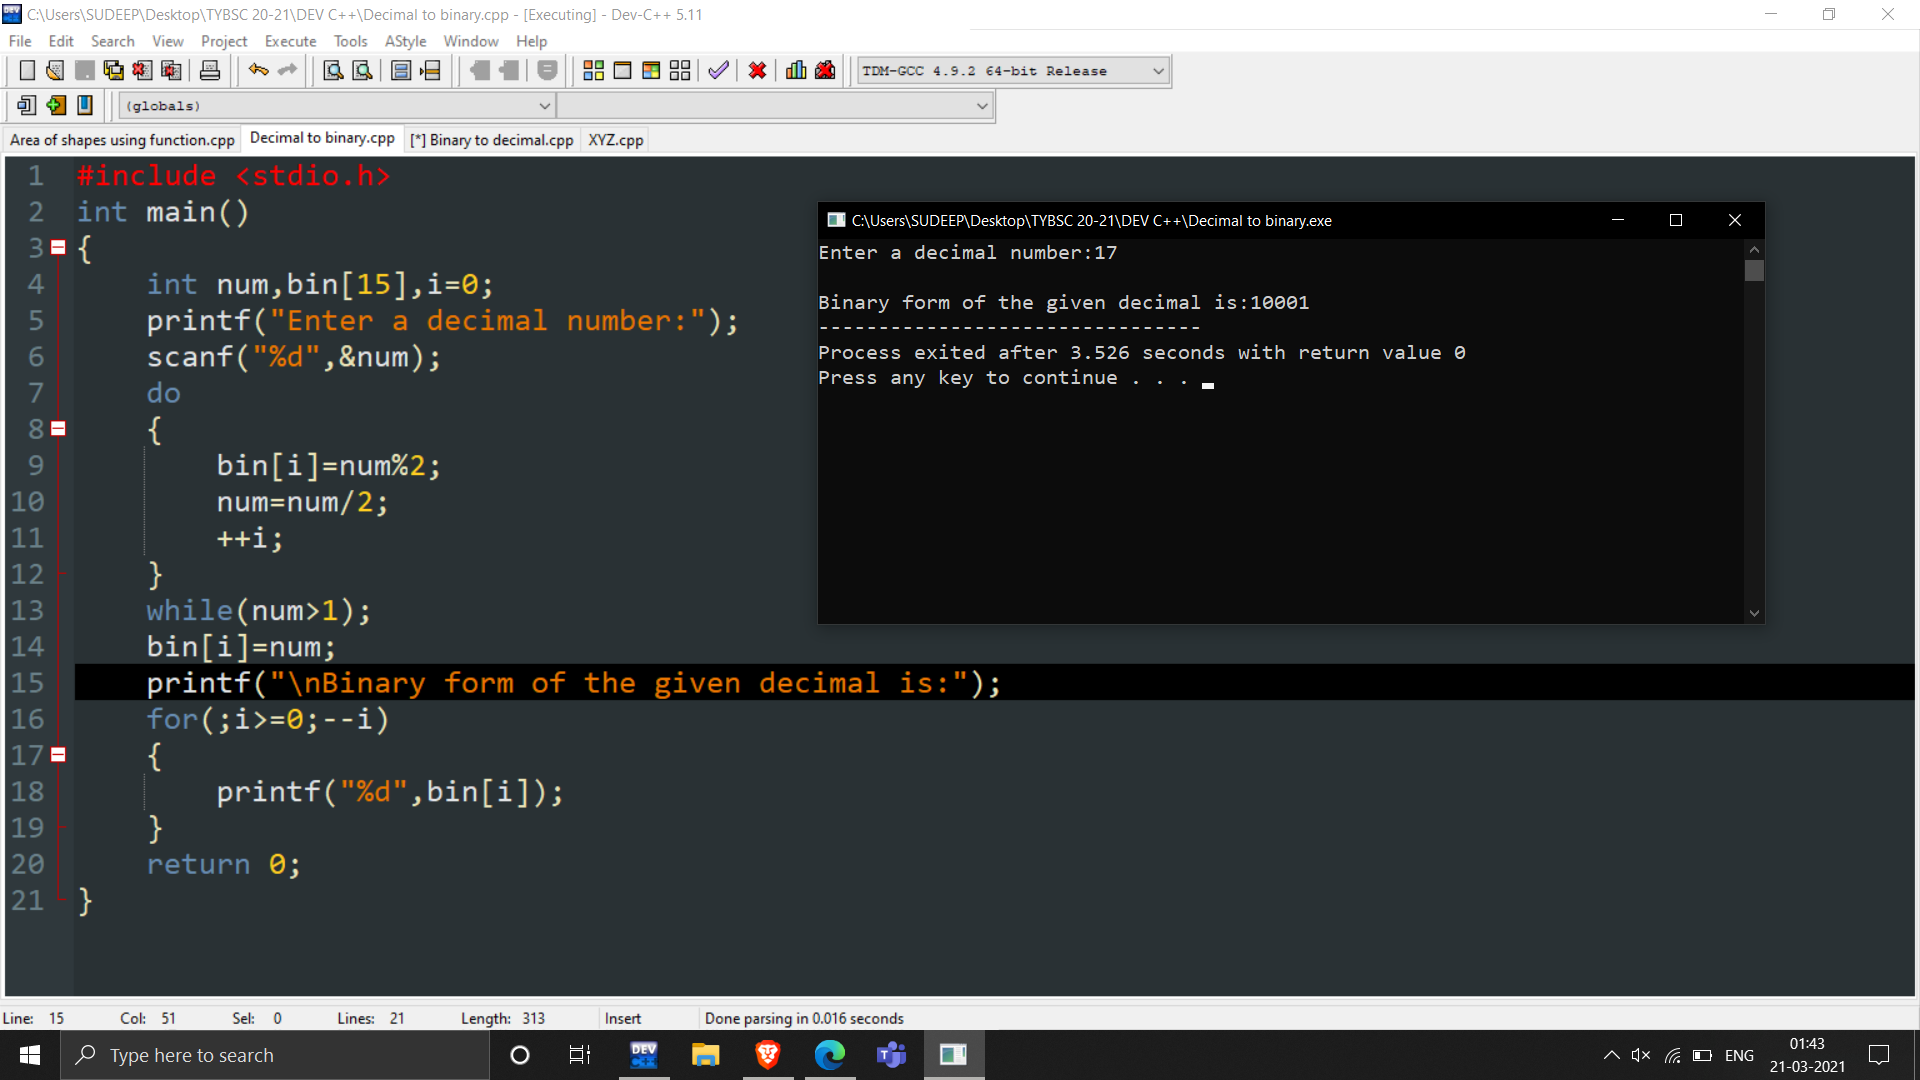 C:\Users\SUDEEP\Desktop\TYBSC 20-21\DEV C++\Decimal to binary.cpp - [Executing] - Dev-C++ 5.11
File Edit Search View Project Execute Tools AStyle Window Help
TDM-GCC 4.9.2 64-bit Release
(globals)
Area of shapes using function.cpp Decimal to binary.cpp [*] Binary to decimal.cpp XYZ.cpp
1 #include <stdio.h>
2 int main()
3 {
4 int num,bin[15],i=0;
5 printf("Enter a decimal number:");
6 scanf("%d",&num);
7 do
8 {
9 bin[i]=num%2;
10 num=num/2;
11 ++i;
12 }
13 while(num>1);
14 bin[i]=num;
15 printf("\nBinary form of the given decimal is:");
16 for(;i>=0;--i)
17 {
18 printf("%d",bin[i]);
19 }
20 return 0;
21 }
C:\Users\SUDEEP\Desktop\TYBSC 20-21\DEV C++\Decimal to binary.exe
Enter a decimal number:17
Binary form of the given decimal is:10001
--------------------------------
Process exited after 3.526 seconds with return value 0
Press any key to continue . . .
Line: 15 Col: 51 Sel: 0 Lines: 21 Length: 313 Insert Done parsing in 0.016 seconds
Type here to search
DEV C++
ENG
01:43
21-03-2021